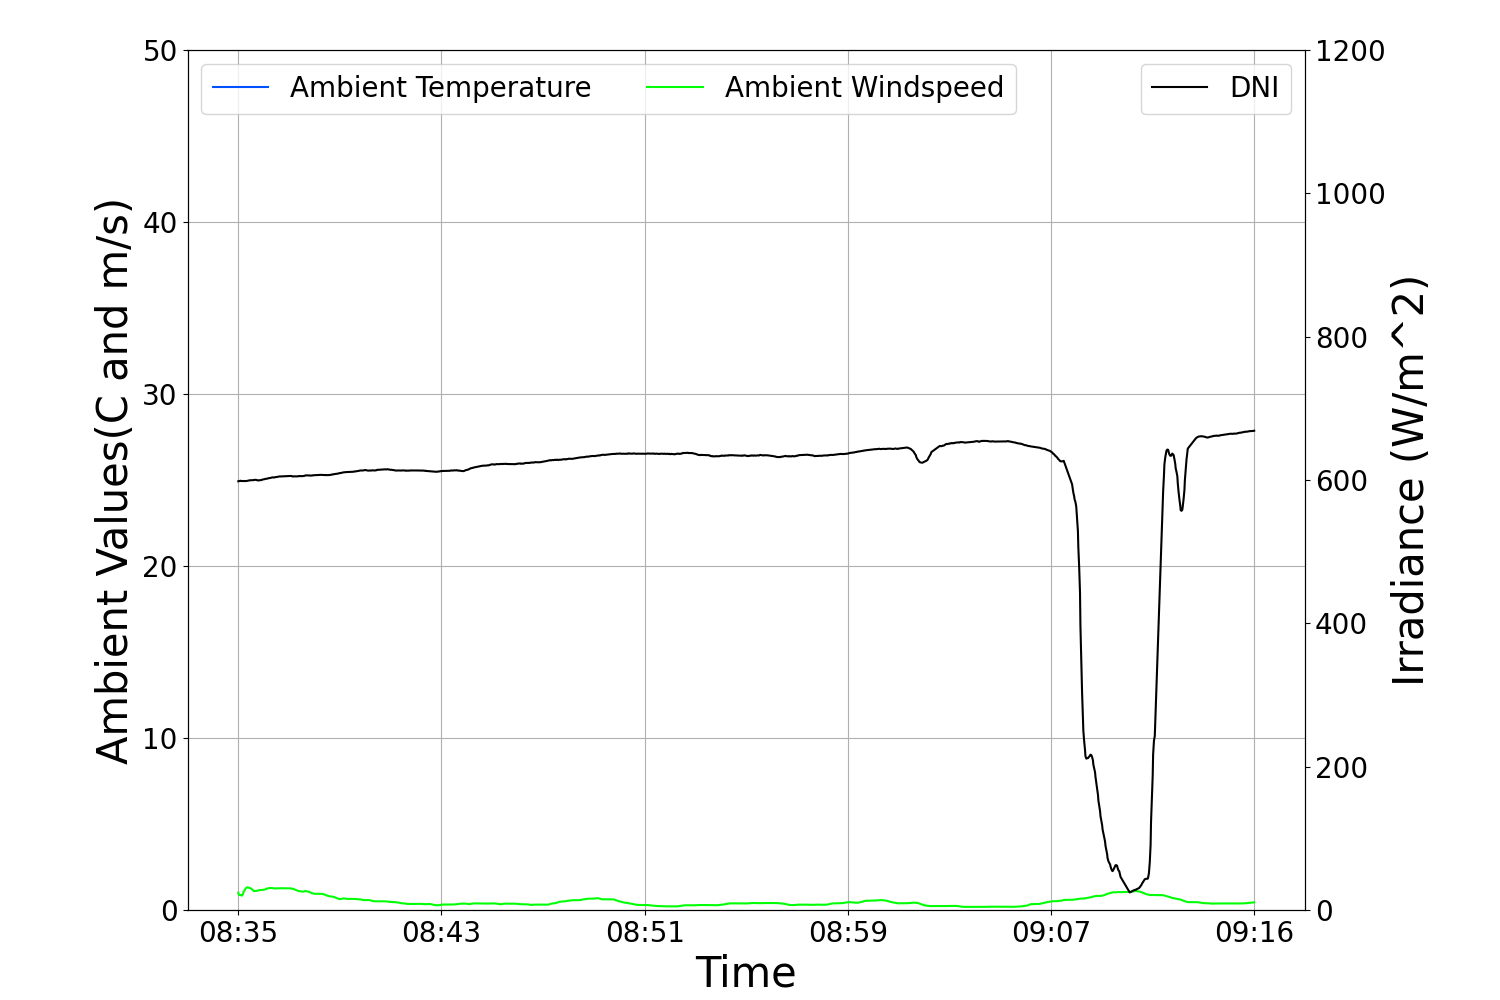 Ambient Temperature Ambient Windspeed DNI
Ambient Values(C and m/s)
50
40
30
20
10
0
1200
1000
800
600
400
200
0
Irradiance (W/m^2)
08:35 08:43 08:51 08:59 09:07 09:16
Time